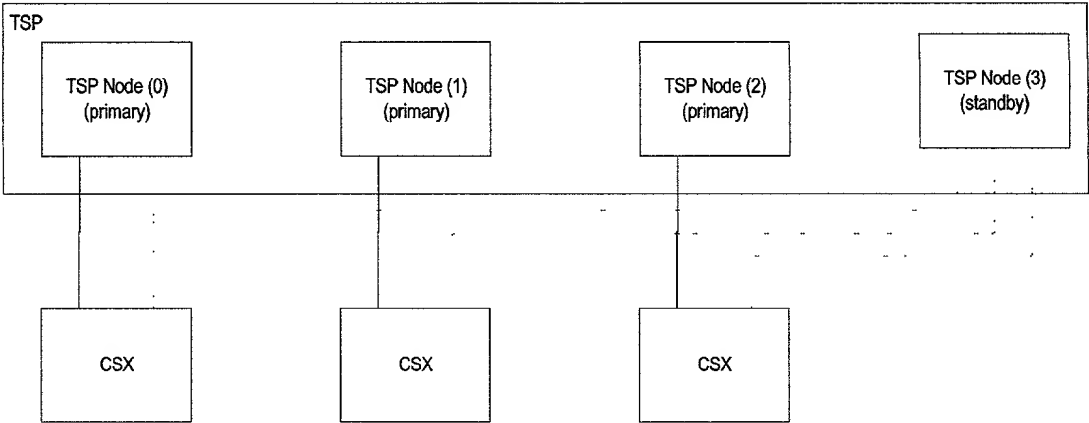 TSP
TSP Node (0)
(primary)
TSP Node (1)
(primary)
TSP Node (2)
(primary)
TSP Node (3)
(standby)
CSX
CSX
CSX